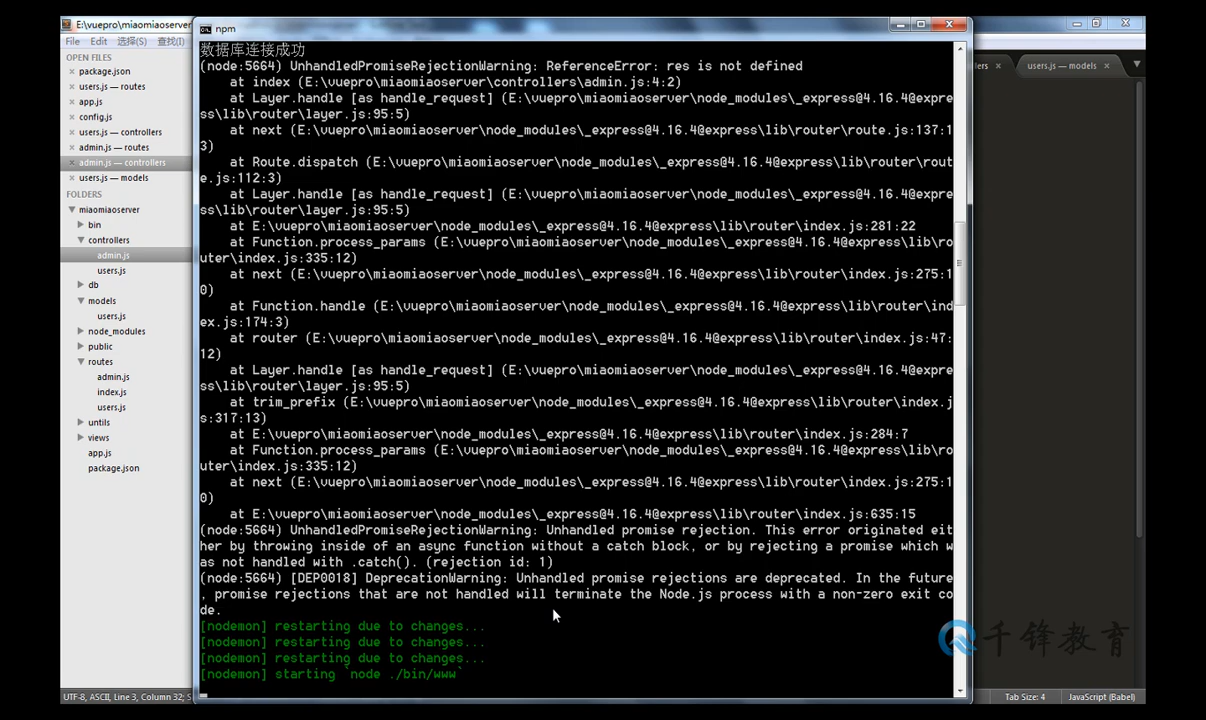 E:\vuepro\miaomiaoserver
File Edit 选择(S) 查找(I)
npm
lers × users.js — models ×
OPEN FILES
× package.json
× users.js — routes
× app.js
× config.js
× users.js — controllers
× admin.js — routes
× admin.js — controllers
× users.js — models
FOLDERS
miaomiaoserver
bin
controllers
admin.js
users.js
db
models
users.js
node_modules
public
routes
admin.js
index.js
users.js
untils
views
app.js
package.json
数据库连接成功
(node:5664) UnhandledPromiseRejectionWarning: ReferenceError: res is not defined
at index (E:\vuepro\miaomiaoserver\controllers\admin.js:4:2)
at Layer.handle [as handle_request] (E:\vuepro\miaomiaoserver\node_modules\_express@4.16.4@expre
ss\lib\router\layer.js:95:5)
at next (E:\vuepro\miaomiaoserver\node_modules\_express@4.16.4@express\lib\router\route.js:137:1
3)
at Route.dispatch (E:\vuepro\miaomiaoserver\node_modules\_express@4.16.4@express\lib\router\rout
e.js:112:3)
at Layer.handle [as handle_request] (E:\vuepro\miaomiaoserver\node_modules\_express@4.16.4@expre
ss\lib\router\layer.js:95:5)
at E:\vuepro\miaomiaoserver\node_modules\_express@4.16.4@express\lib\router\index.js:281:22
at Function.process_params (E:\vuepro\miaomiaoserver\node_modules\_express@4.16.4@express\lib\ro
uter\index.js:335:12)
at next (E:\vuepro\miaomiaoserver\node_modules\_express@4.16.4@express\lib\router\index.js:275:1
0)
at Function.handle (E:\vuepro\miaomiaoserver\node_modules\_express@4.16.4@express\lib\router\ind
ex.js:174:3)
at router (E:\vuepro\miaomiaoserver\node_modules\_express@4.16.4@express\lib\router\index.js:47:
12)
at Layer.handle [as handle_request] (E:\vuepro\miaomiaoserver\node_modules\_express@4.16.4@expre
ss\lib\router\layer.js:95:5)
at trim_prefix (E:\vuepro\miaomiaoserver\node_modules\_express@4.16.4@express\lib\router\index.j
s:317:13)
at E:\vuepro\miaomiaoserver\node_modules\_express@4.16.4@express\lib\router\index.js:284:7
at Function.process_params (E:\vuepro\miaomiaoserver\node_modules\_express@4.16.4@express\lib\ro
uter\index.js:335:12)
at next (E:\vuepro\miaomiaoserver\node_modules\_express@4.16.4@express\lib\router\index.js:275:1
0)
at E:\vuepro\miaomiaoserver\node_modules\_express@4.16.4@express\lib\router\index.js:635:15
(node:5664) UnhandledPromiseRejectionWarning: Unhandled promise rejection. This error originated eit
her by throwing inside of an async function without a catch block, or by rejecting a promise which w
as not handled with .catch(). (rejection id: 1)
(node:5664) [DEP0018] DeprecationWarning: Unhandled promise rejections are deprecated. In the future
, promise rejections that are not handled will terminate the Node.js process with a non-zero exit co
de.
[nodemon] restarting due to changes...
[nodemon] restarting due to changes...
[nodemon] restarting due to changes...
[nodemon] starting `node ./bin/www`
千锋教育
UTF-8, ASCII, Line 3, Column 32; S
Tab Size: 4
JavaScript (Babel)